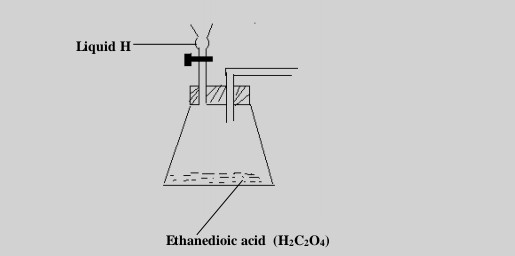 Liquid H
Ethanedioic acid (H₂C₂O₄)